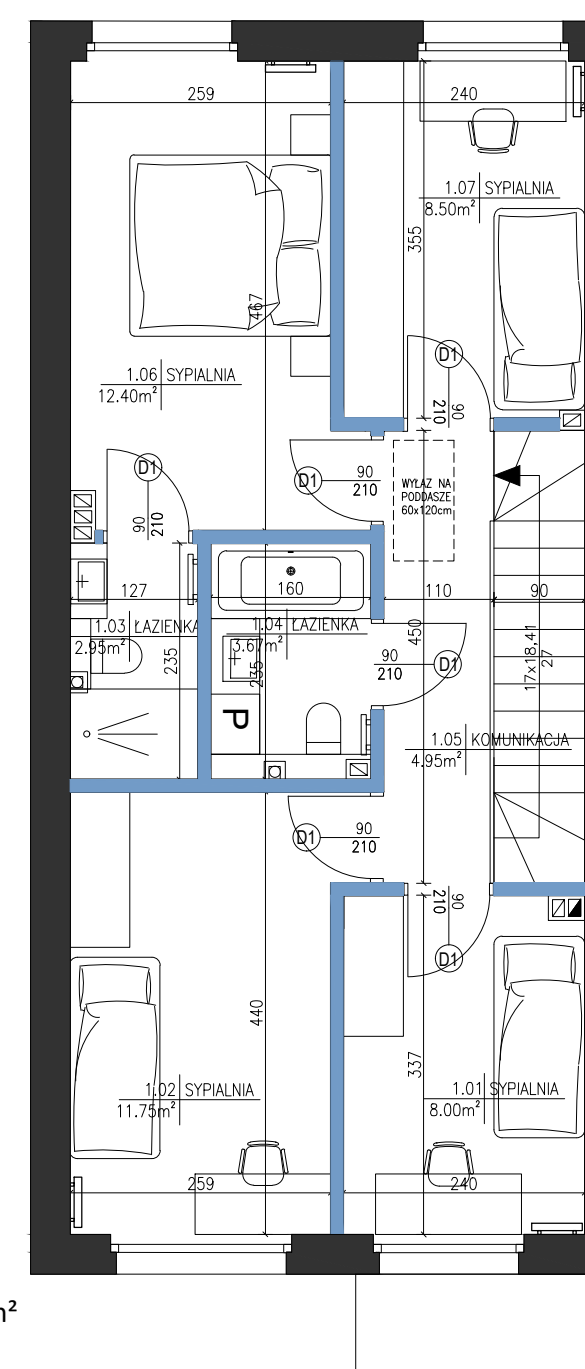 259
240
1.07 SYPIALNIA
8.50m²
355
467
1.06 SYPIALNIA
12.40m²
D1
90
210
D1
90
210
D1
90
210
WYŁAZ NA
PODDASZE
60x120cm
127
160
110
90
1.03 ŁAZIENKA
2.95m²
235
1.04 ŁAZIENKA
3.67m²
235
450
90
210
D1
17x18,41
27
P
1.05 KOMUNIKACJA
4.95m²
D1
90
210
90
210
D1
440
337
1.02 SYPIALNIA
11.75m²
1.01 SYPIALNIA
8.00m²
259
240
m²